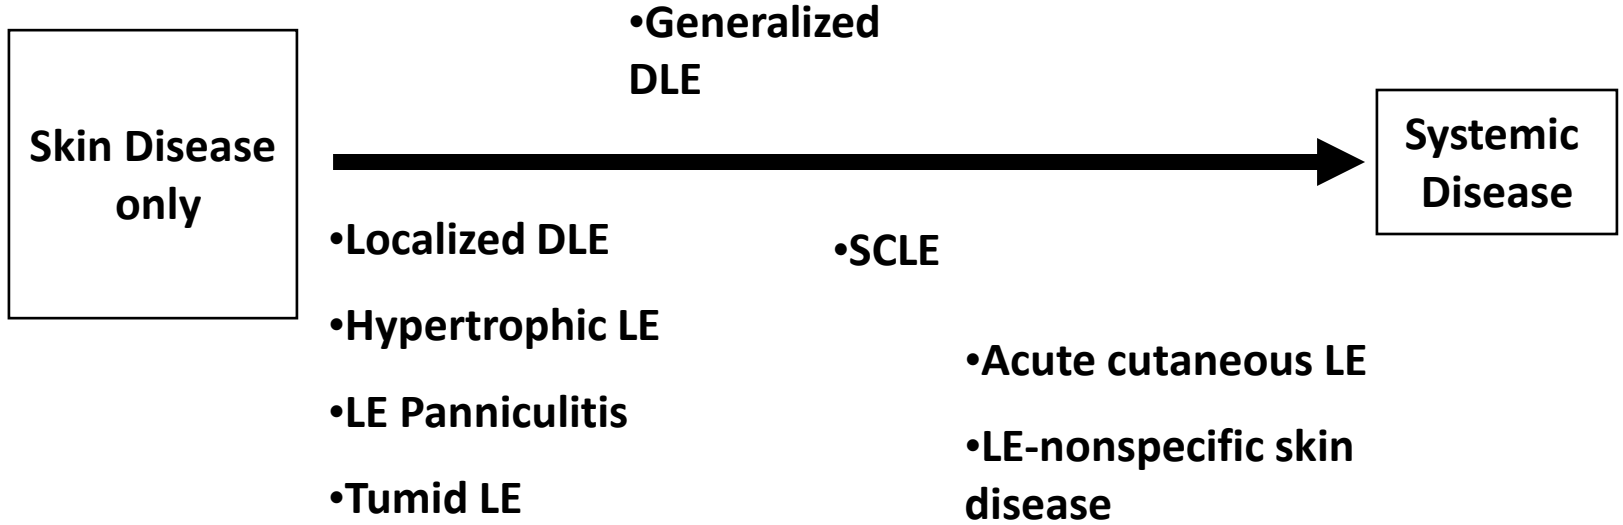 •Generalized
DLE
Skin Disease
only
Systemic
Disease
•Localized DLE
•SCLE
•Hypertrophic LE
•Acute cutaneous LE
•LE Panniculitis
•LE-nonspecific skin
disease
•Tumid LE